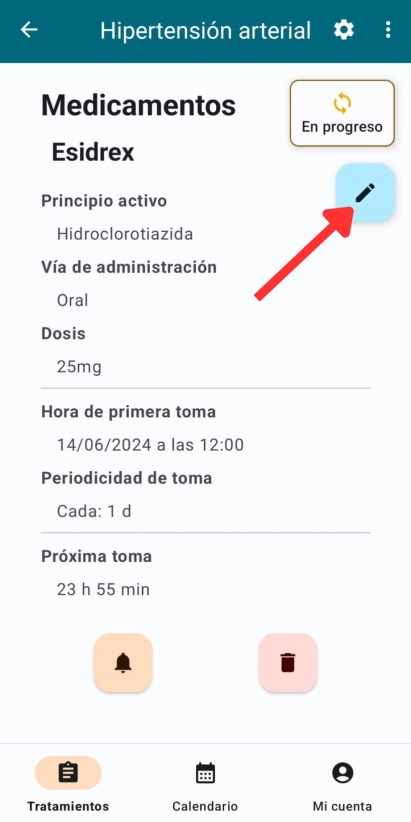 Hipertensión arterial
Medicamentos
En progreso
Esidrex
Principio activo
Hidroclorotiazida
Vía de administración
Oral
Dosis
25mg
Hora de primera toma
14/06/2024 a las 12:00
Periodicidad de toma
Cada: 1 d
Próxima toma
23 h 55 min
Tratamientos
Calendario
Mi cuenta